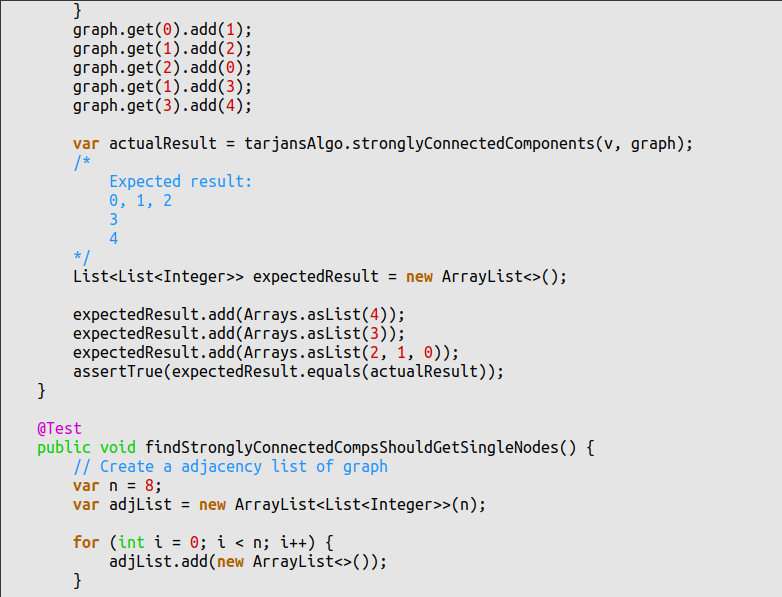 }
graph.get(0).add(1);
graph.get(1).add(2);
graph.get(2).add(0);
graph.get(1).add(3);
graph.get(3).add(4);
var actualResult = tarjansAlgo.stronglyConnectedComponents(v, graph);
/*
Expected result:
0, 1, 2
3
4
*/
List<List<Integer>> expectedResult = new ArrayList<>();
expectedResult.add(Arrays.asList(4));
expectedResult.add(Arrays.asList(3));
expectedResult.add(Arrays.asList(2, 1, 0));
assertTrue(expectedResult.equals(actualResult));
}
@Test
public void findStronglyConnectedCompsShouldGetSingleNodes() {
// Create a adjacency list of graph
var n = 8;
var adjList = new ArrayList<List<Integer>>(n);
for (int i = 0; i < n; i++) {
adjList.add(new ArrayList<>());
}